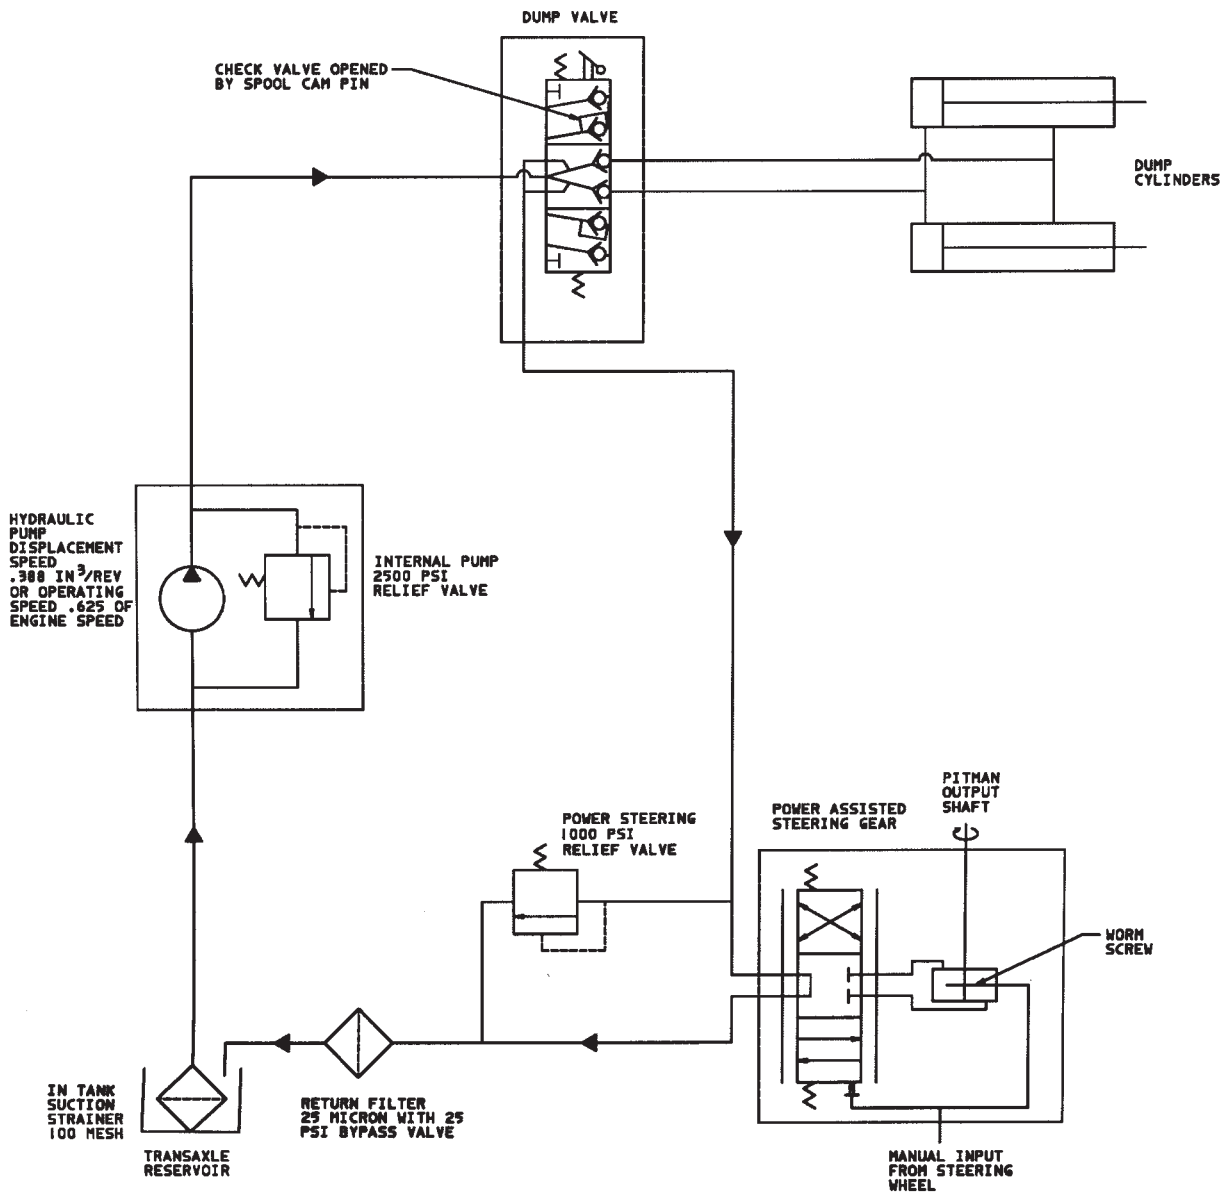 DUMP VALVE
CHECK VALVE OPENED
BY SPOOL CAM PIN
DUMP
CYLINDERS
HYDRAULIC
PUMP
DISPLACEMENT
SPEED
.388 IN³/REV
OR OPERATING
SPEED .625 OF
ENGINE SPEED
INTERNAL PUMP
2500 PSI
RELIEF VALVE
POWER STEERING
1000 PSI
RELIEF VALVE
POWER ASSISTED
STEERING GEAR
PITMAN
OUTPUT
SHAFT
WORM
SCREW
IN TANK
SUCTION
STRAINER
100 MESH
TRANSAXLE
RESERVOIR
RETURN FILTER
25 MICRON WITH 25
PSI BYPASS VALVE
MANUAL INPUT
FROM STEERING
WHEEL